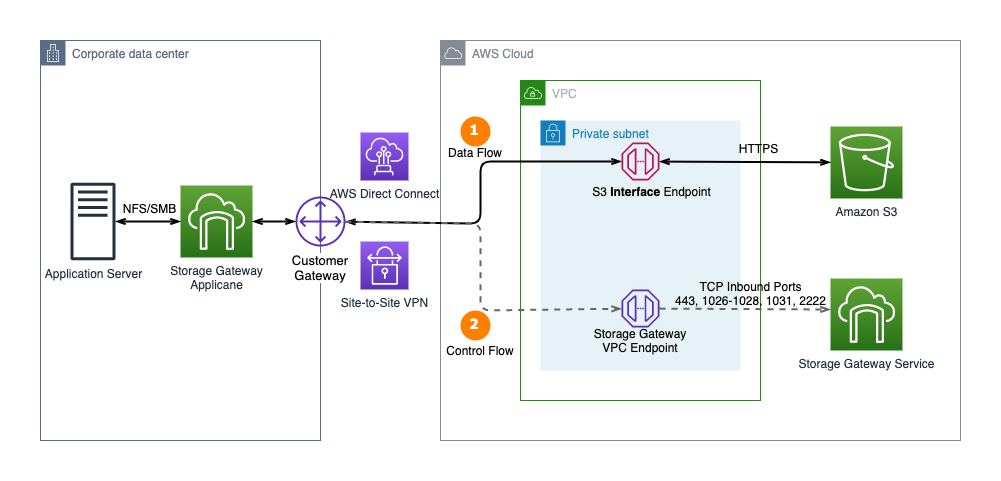 Corporate data center
AWS Cloud
VPC
Private subnet
1
Data Flow
HTTPS
S3 Interface Endpoint
Amazon S3
AWS Direct Connect
NFS/SMB
Application Server
Storage Gateway
Applicane
Customer
Gateway
Site-to-Site VPN
2
Control Flow
TCP Inbound Ports
443, 1026-1028, 1031, 2222
Storage Gateway
VPC Endpoint
Storage Gateway Service